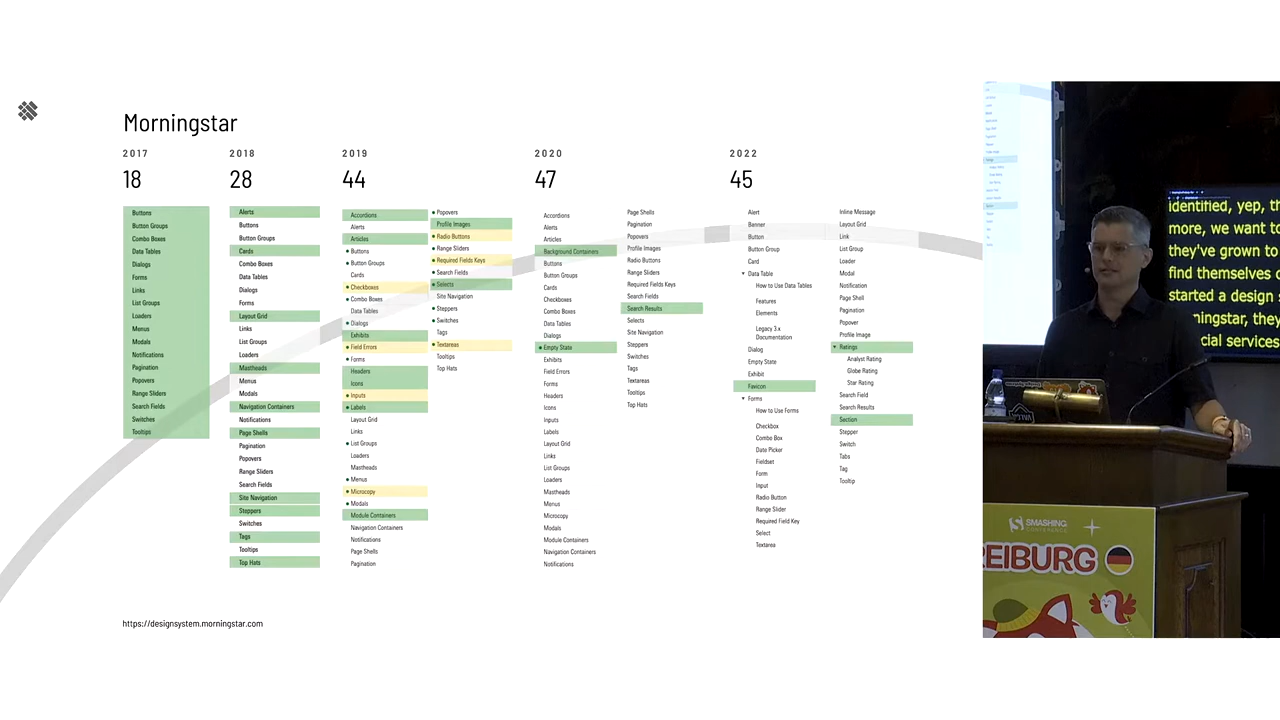 Morningstar
2017
18
Buttons
Button Groups
Combo Boxes
Data Tables
Dialogs
Forms
Links
List Groups
Loaders
Menus
Modals
Notifications
Pagination
Popovers
Range Sliders
Search Fields
Switches
Tooltips
2018
28
Alerts
Buttons
Button Groups
Cards
Combo Boxes
Data Tables
Dialogs
Forms
Layout Grid
Links
List Groups
Loaders
Mastheads
Menus
Modals
Navigation Containers
Notifications
Page Shells
Pagination
Popovers
Range Sliders
Search Fields
Site Navigation
Steppers
Switches
Tags
Tooltips
Top Hats
2019
44
Accordions
Alerts
Articles
Buttons
Button Groups
Cards
Checkboxes
Combo Boxes
Data Tables
Dialogs
Exhibits
Field Errors
Forms
Headers
Icons
Inputs
Labels
Layout Grid
Links
List Groups
Loaders
Mastheads
Menus
Microcopy
Modals
Module Containers
Navigation Containers
Notifications
Page Shells
Pagination
Popovers
Profile Images
Radio Buttons
Range Sliders
Required Fields Keys
Search Fields
Selects
Site Navigation
Steppers
Switches
Tags
Textareas
Tooltips
Top Hats
2020
47
Accordions
Alerts
Articles
Background Containers
Buttons
Button Groups
Cards
Checkboxes
Combo Boxes
Data Tables
Dialogs
Empty State
Exhibits
Field Errors
Forms
Headers
Icons
Inputs
Labels
Layout Grid
Links
List Groups
Loaders
Mastheads
Menus
Microcopy
Modals
Module Containers
Navigation Containers
Notifications
Page Shells
Pagination
Popovers
Profile Images
Radio Buttons
Range Sliders
Required Fields Keys
Search Fields
Search Results
Selects
Site Navigation
Steppers
Switches
Tags
Textareas
Tooltips
Top Hats
2022
45
Alert
Banner
Button
Button Group
Card
Data Table
How to Use Data Tables
Features
Elements
Legacy 3.x
Documentation
Dialog
Empty State
Exhibit
Favicon
Forms
How to Use Forms
Checkbox
Combo Box
Date Picker
Fieldset
Form
Input
Radio Button
Range Slider
Required Field Key
Select
Textarea
Inline Message
Layout Grid
Link
List Group
Loader
Modal
Notification
Page Shell
Pagination
Popover
Profile Image
Ratings
Analyst Rating
Globe Rating
Star Rating
Search Field
Search Results
Section
Stepper
Switch
Tabs
Tag
Tooltip
https://designsystem.morningstar.com
identified, yep, th
more, we want to
they've grown to
find themselves
started a design
ningstar, they
cial services
SMASHING
REIBURG